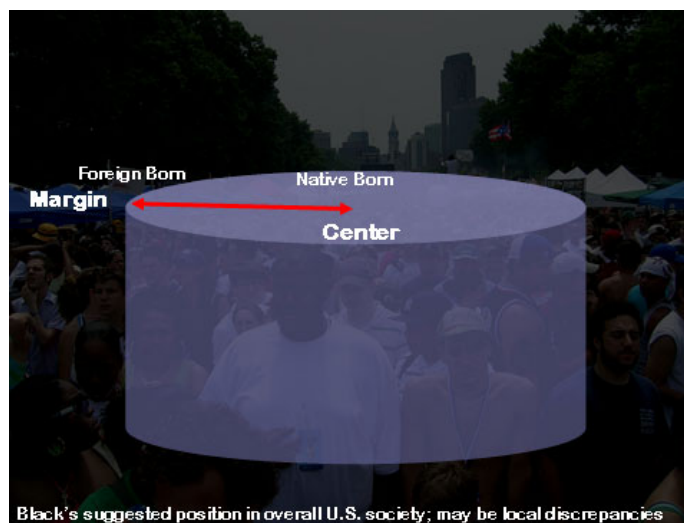 Foreign Born
Native Born
Margin
Center
Black's suggested position in overall U.S. society; may be local discrepancies